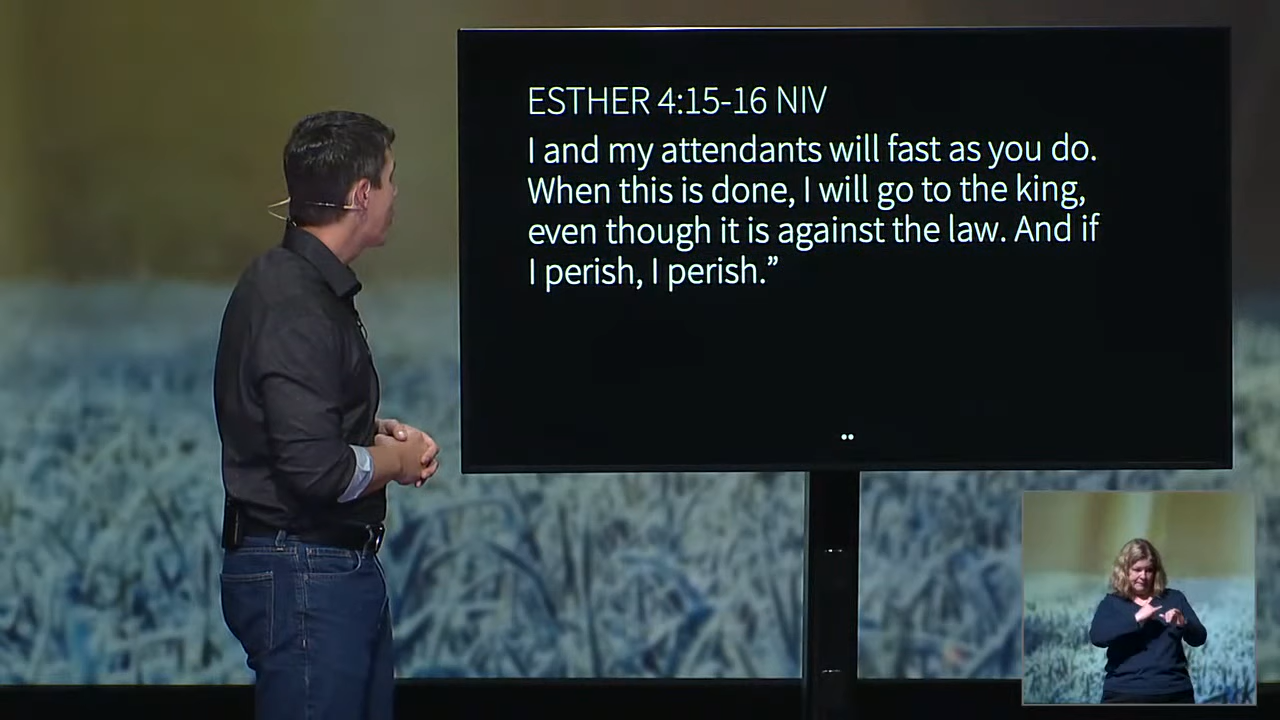 ESTHER 4:15-16 NIV
I and my attendants will fast as you do.
When this is done, I will go to the king,
even though it is against the law. And if
I perish, I perish.”